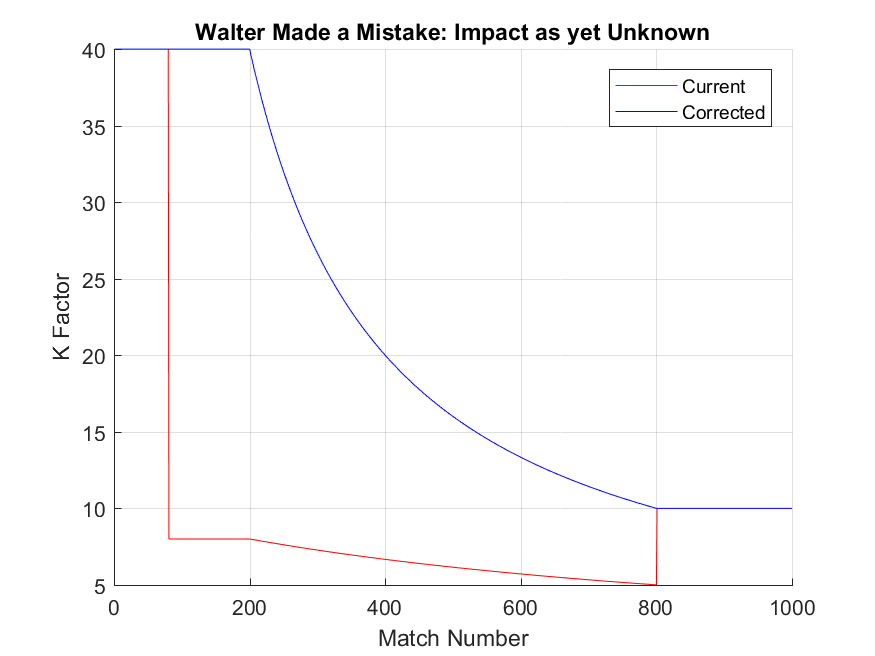 Walter Made a Mistake: Impact as yet Unknown
Current
Corrected
40
35
30
25
20
15
10
5
K Factor
0 200 400 600 800 1000
Match Number